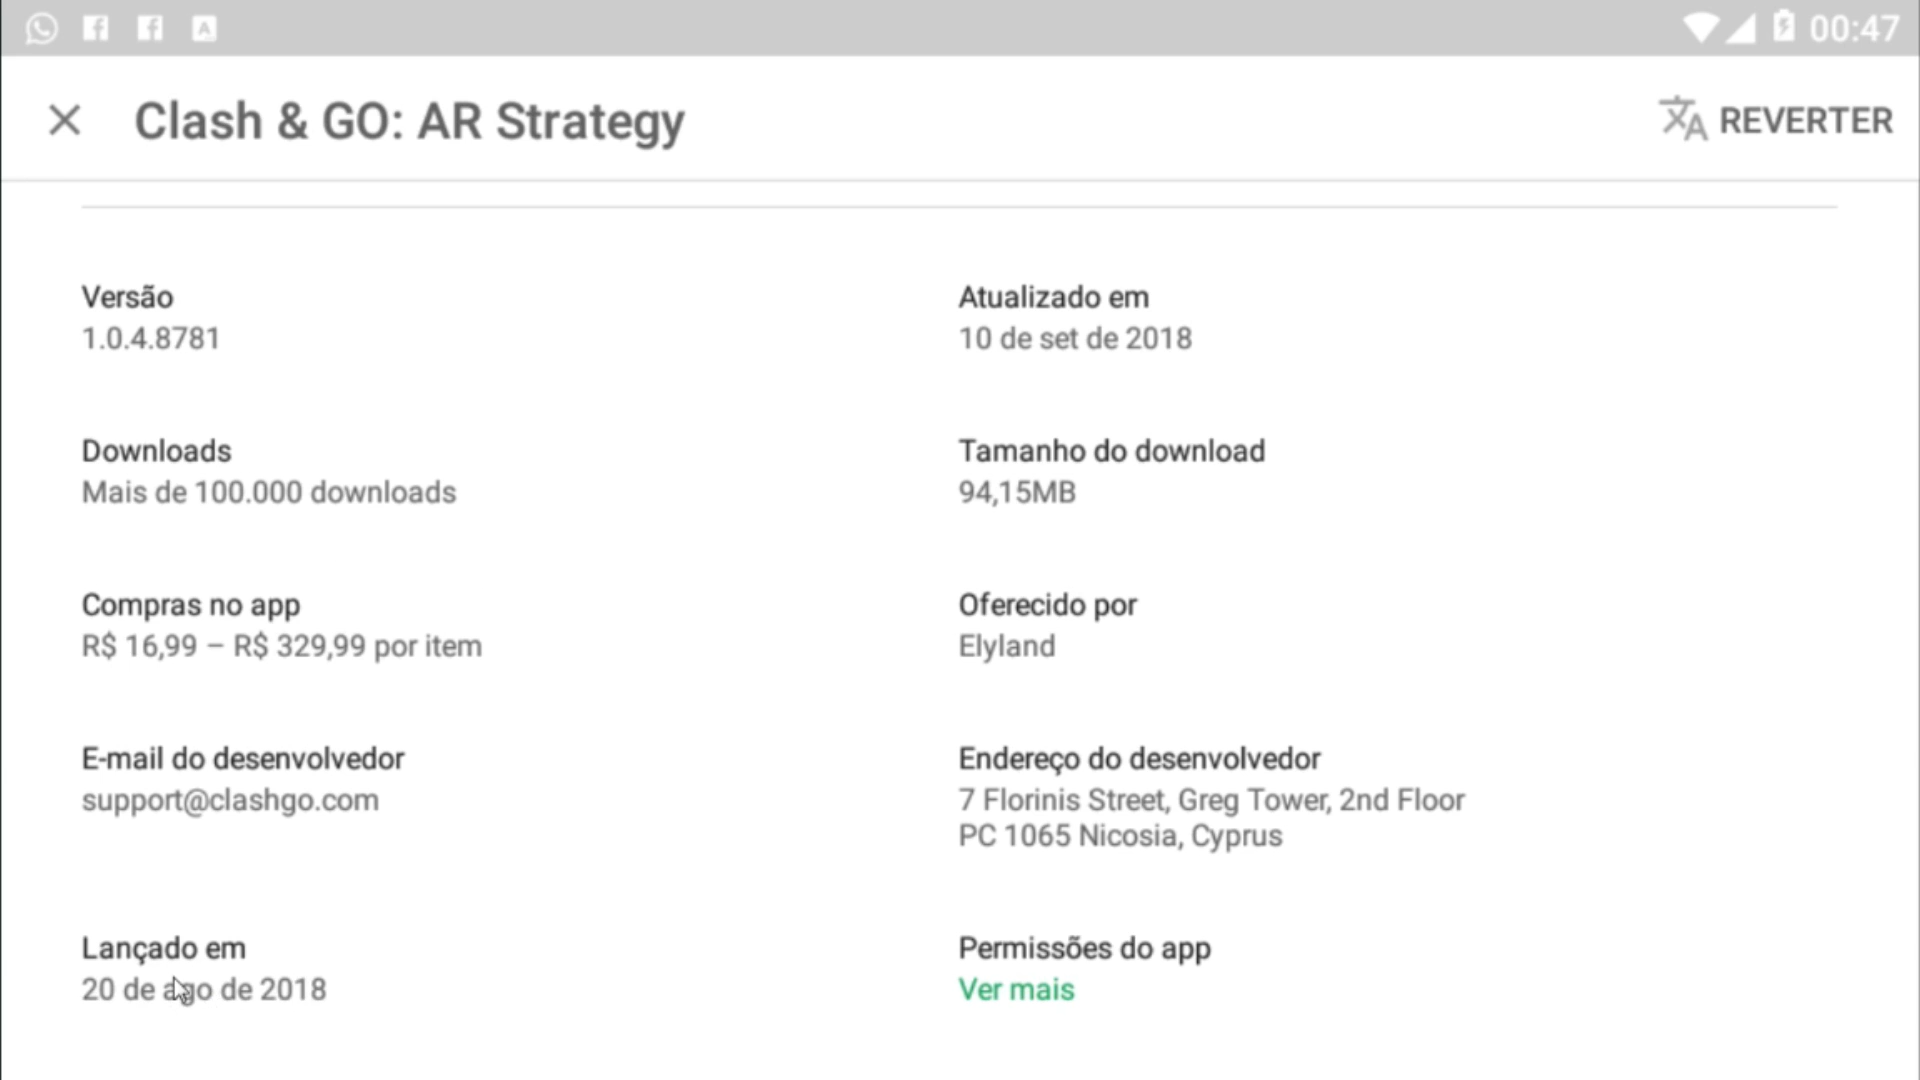 00:47
Clash & GO: AR Strategy
REVERTER
Versão
1.0.4.8781
Atualizado em
10 de set de 2018
Downloads
Mais de 100.000 downloads
Tamanho do download
94,15MB
Compras no app
R$ 16,99 – R$ 329,99 por item
Oferecido por
Elyland
E-mail do desenvolvedor
support@clashgo.com
Endereço do desenvolvedor
7 Florinis Street, Greg Tower, 2nd Floor
PC 1065 Nicosia, Cyprus
Lançado em
20 de ago de 2018
Permissões do app
Ver mais